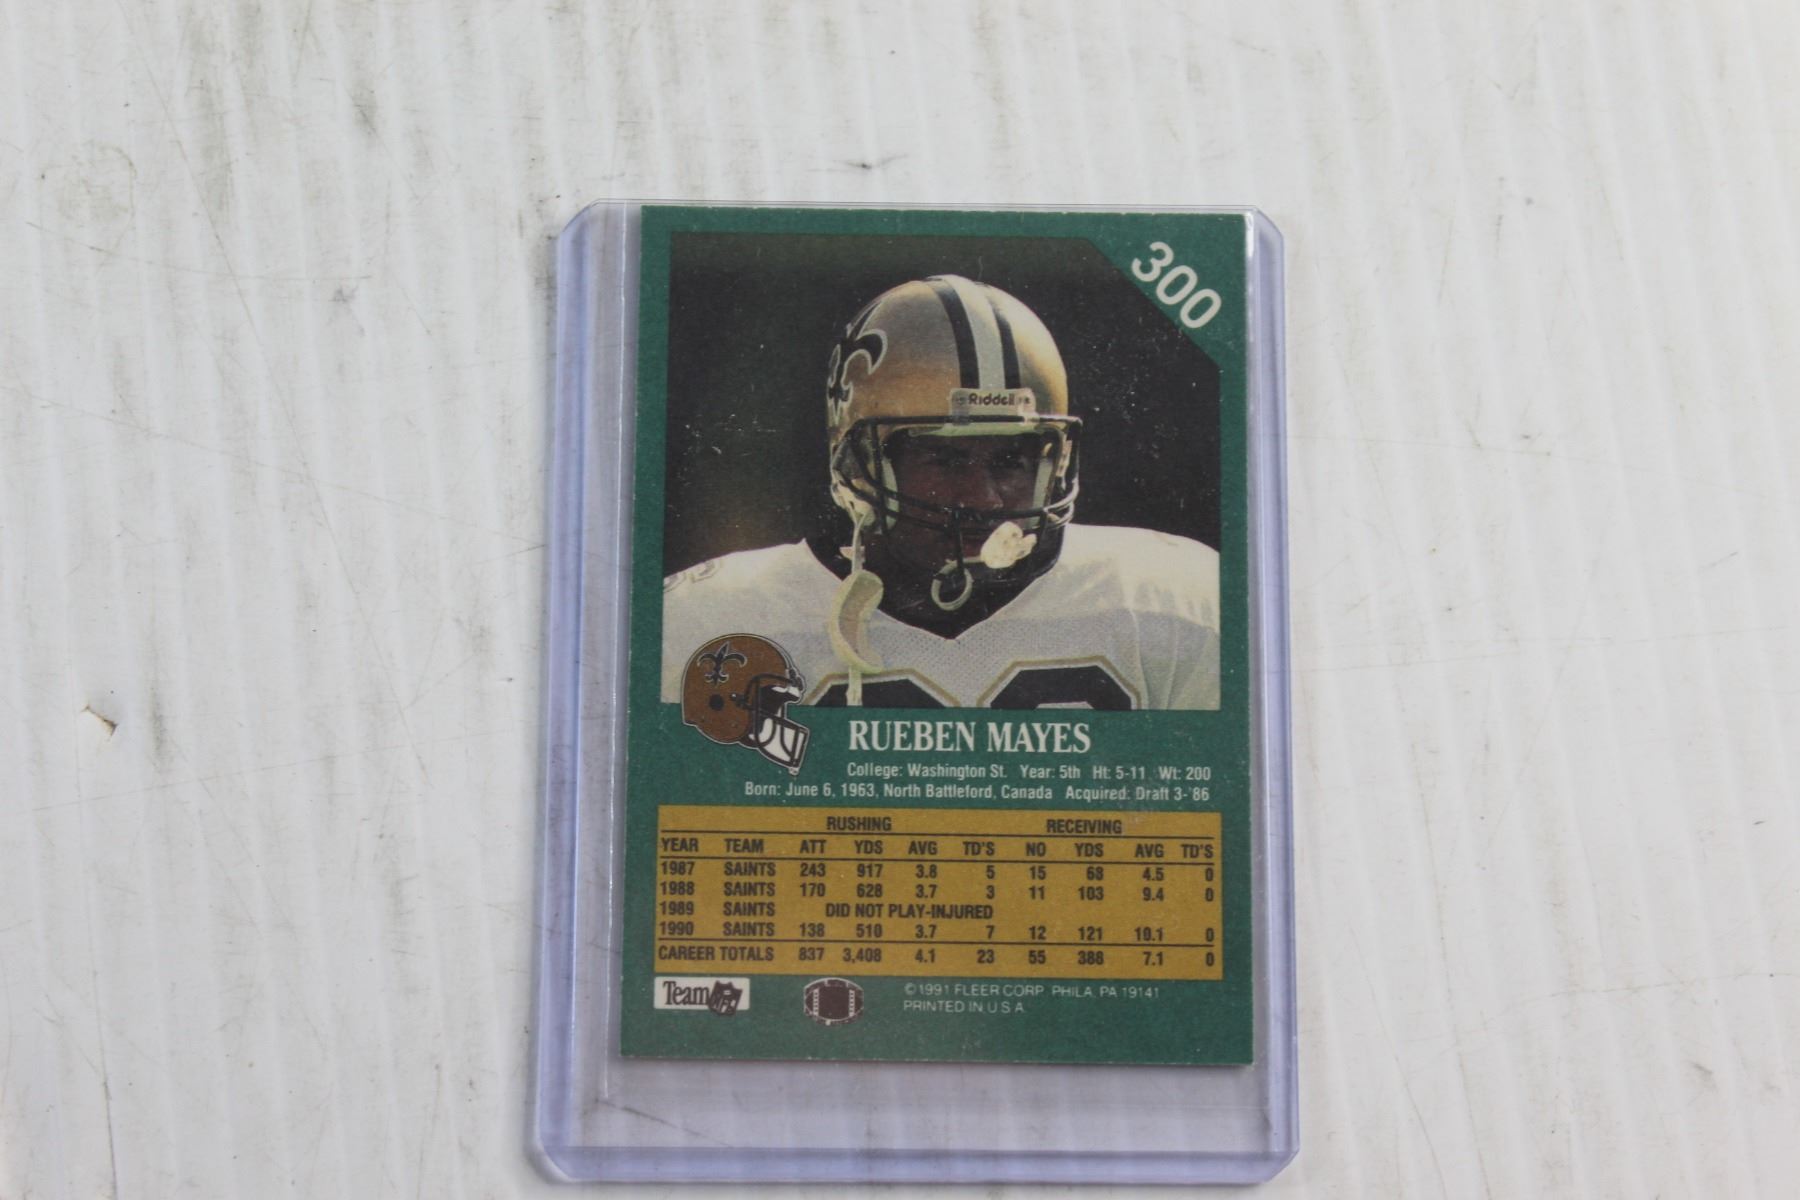 300
Riddell
RUEBEN MAYES
College: Washington St. Year: 5th Ht: 5-11 Wt: 200
Born: June 6, 1963, North Battleford, Canada Acquired: Draft 3-'86
RUSHING RECEIVING
YEAR TEAM ATT YDS AVG TD'S NO YDS AVG TD'S
1987 SAINTS 243 917 3.8 5 15 68 4.5 0
1988 SAINTS 170 628 3.7 3 11 103 9.4 0
1989 SAINTS DID NOT PLAY-INJURED
1990 SAINTS 138 510 3.7 7 12 121 10.1 0
CAREER TOTALS 837 3,408 4.1 23 55 388 7.1 0
Team NFL
©1991 FLEER CORP. PHILA, PA 19141
PRINTED IN U.S.A.